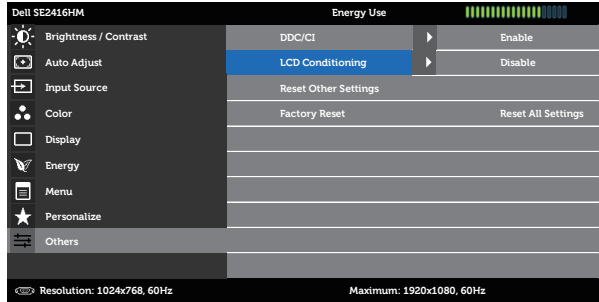 Dell SE2416HM Energy Use
Brightness / Contrast DDC/CI Enable
Auto Adjust LCD Conditioning Disable
Input Source Reset Other Settings
Color Factory Reset Reset All Settings
Display
Energy
Menu
Personalize
Others
Resolution: 1024x768, 60Hz Maximum: 1920x1080, 60Hz